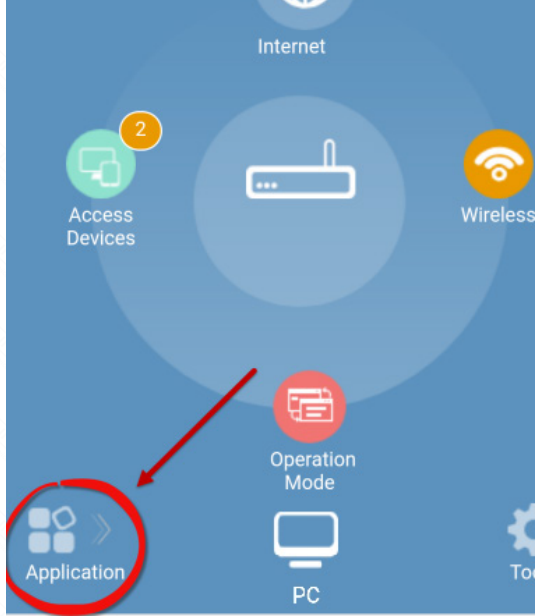 Internet
2
Access
Devices
Wireless
Operation
Mode
Application
PC